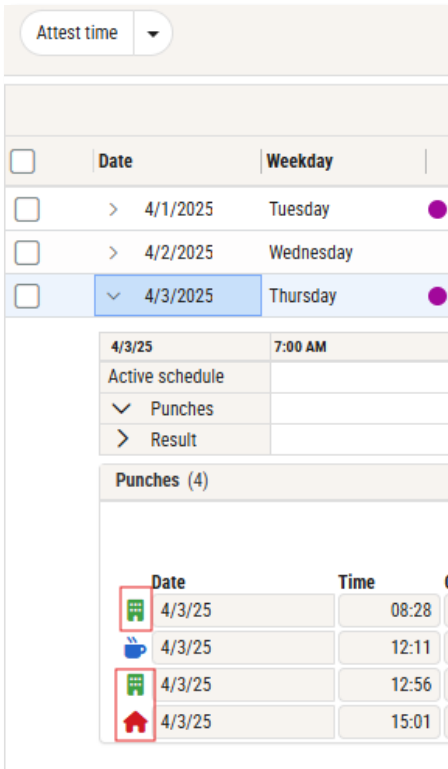 Attest time
Date Weekday
4/1/2025 Tuesday
4/2/2025 Wednesday
4/3/2025 Thursday
4/3/25 7:00 AM
Active schedule
Punches
Result
Punches (4)
Date Time
4/3/25 08:28
4/3/25 12:11
4/3/25 12:56
4/3/25 15:01